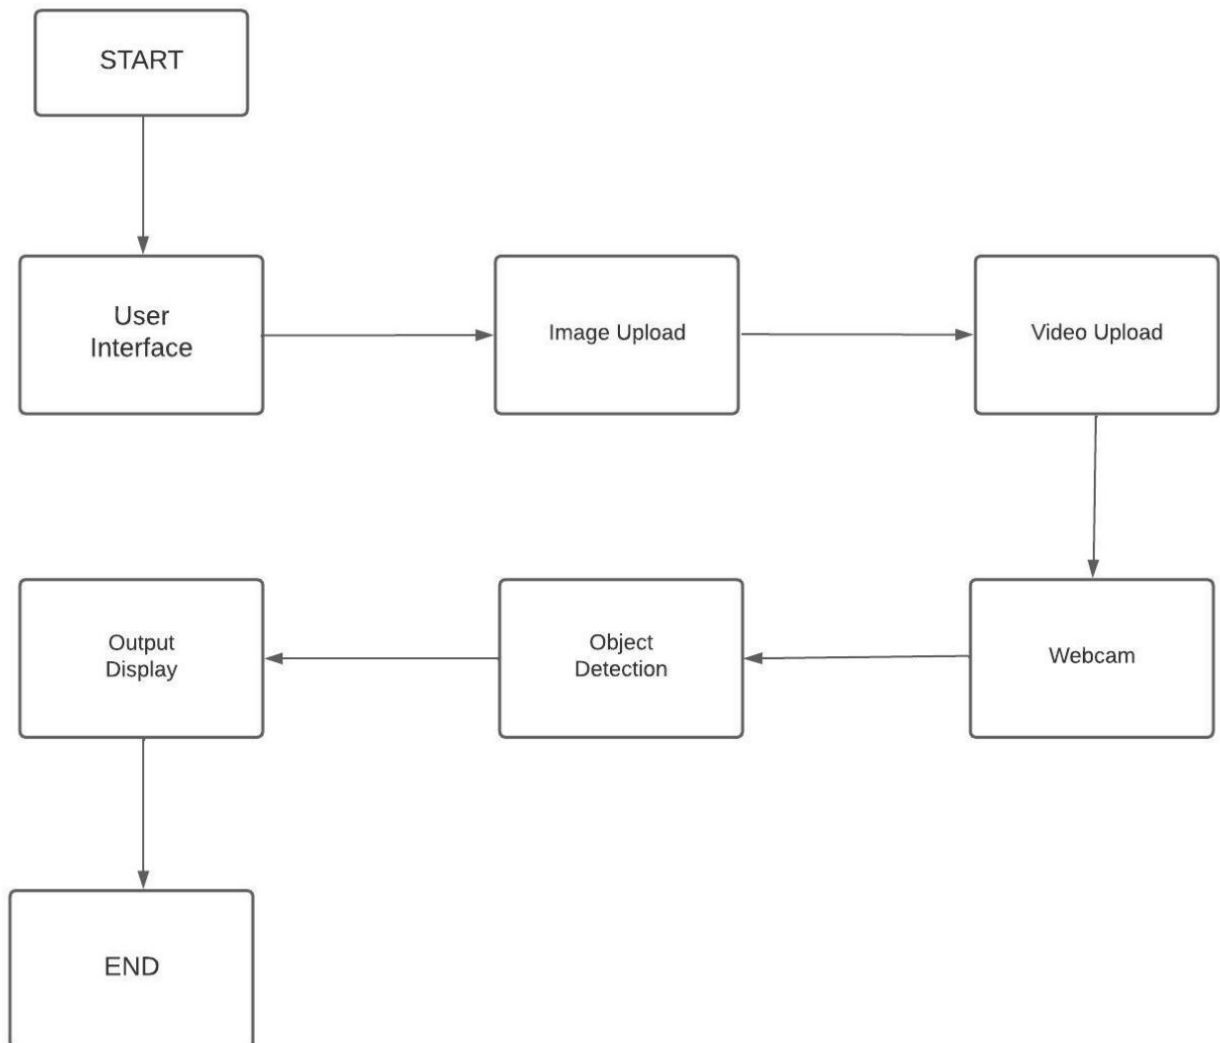 START
User
Interface
Image Upload
Video Upload
Webcam
Object
Detection
Output
Display
END